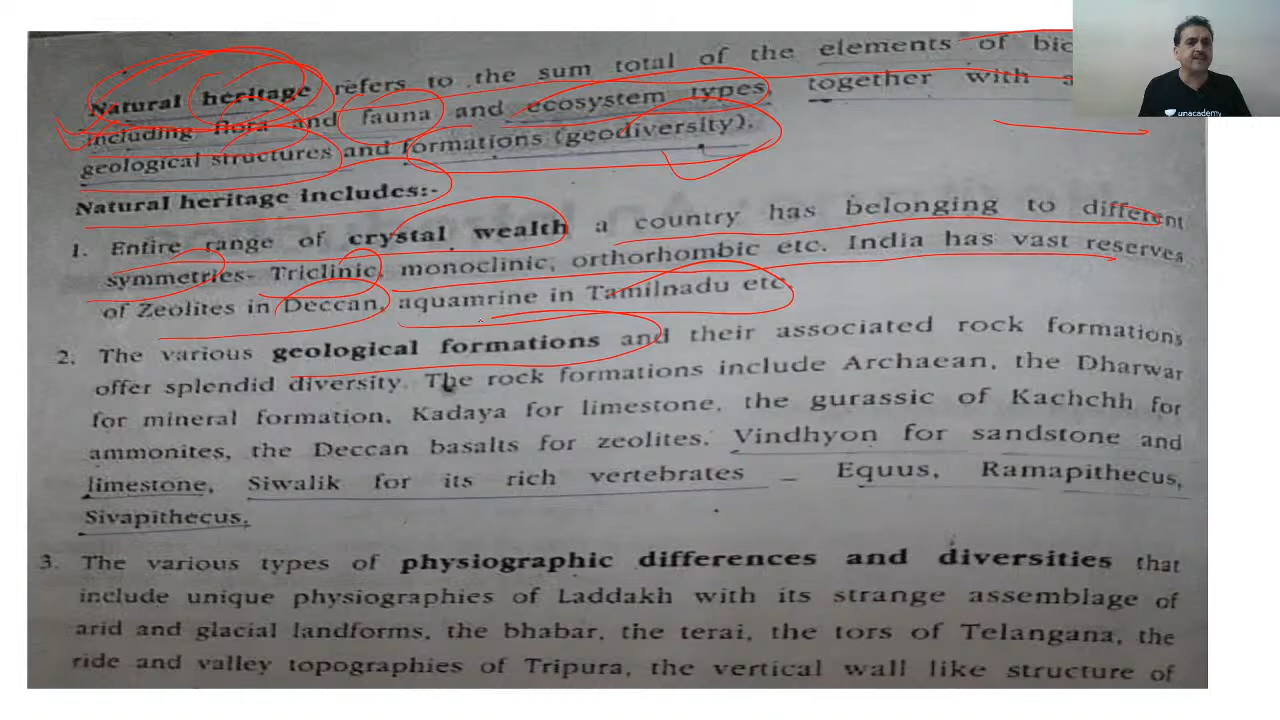 Natural heritage refers to the sum total of the elements of
including flora and fauna and ecosystem types together with
geological structures and formations (geodiversity).
Natural heritage includes:-
1. Entire range of crystal wealth a country has belonging to different
symmetries- Triclinic, monoclinic, orthorhombic etc. India has vast reserves
of Zeolites in Deccan, aquamrine in Tamilnadu etc.
2. The various geological formations and their associated rock formations
offer splendid diversity. The rock formations include Archaean, the Dharwar
for mineral formation, Kadaya for limestone, the gurassic of Kachchh for
ammonites, the Deccan basalts for zeolites, Vindhyon for sandstone and
limestone, Siwalik for its rich vertebrates _ Equus, Ramapithecus,
Sivapithecus,
3. The various types of physiographic differences and diversities that
include unique physiographies of Laddakh with its strange assemblage of
arid and glacial landforms, the bhabar, the terai, the tors of Telangana, the
ride and valley topographies of Tripura, the vertical wall like structure of
unacademy